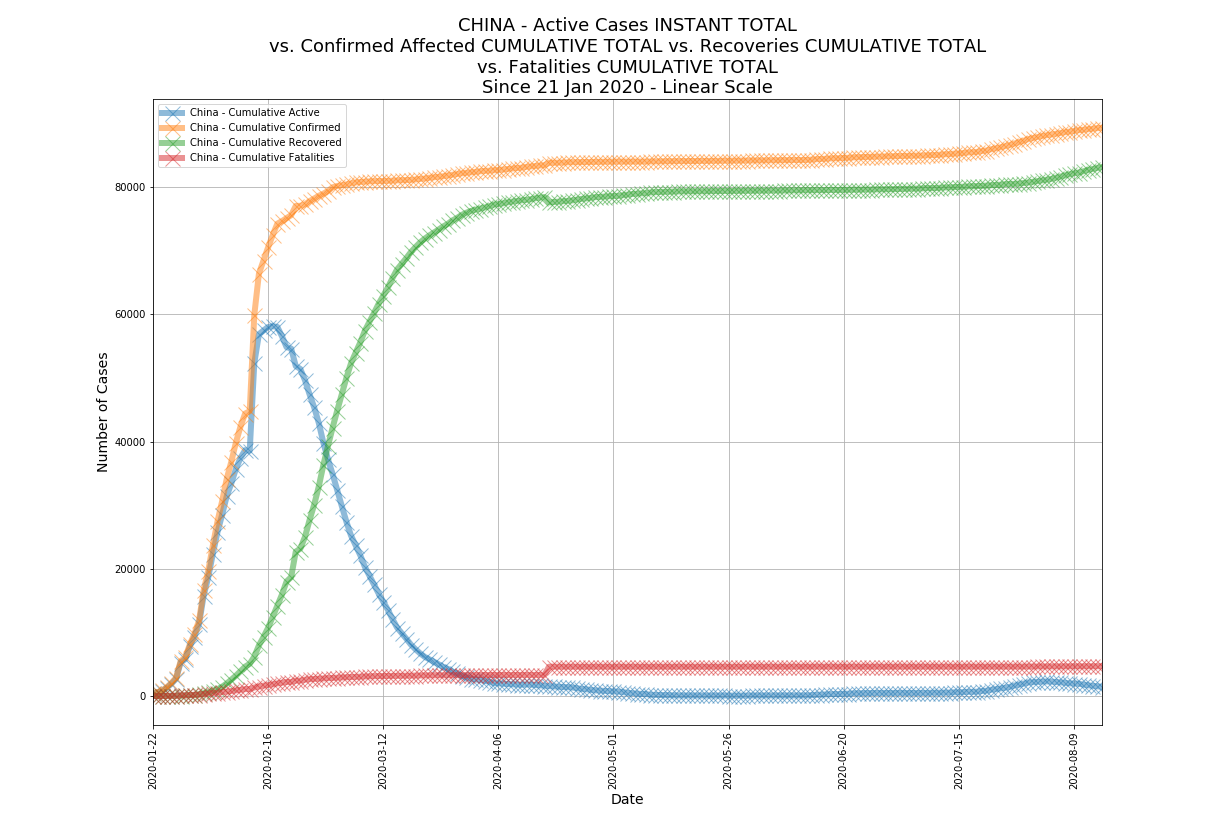 CHINA - Active Cases INSTANT TOTAL
vs. Confirmed Affected CUMULATIVE TOTAL vs. Recoveries CUMULATIVE TOTAL
vs. Fatalities CUMULATIVE TOTAL
Since 21 Jan 2020 - Linear Scale
China - Cumulative Active
China - Cumulative Confirmed
China - Cumulative Recovered
China - Cumulative Fatalities
Number of Cases
80000
60000
40000
20000
0
2020-01-22
2020-02-16
2020-03-12
2020-04-06
2020-05-01
2020-05-26
2020-06-20
2020-07-15
2020-08-09
Date